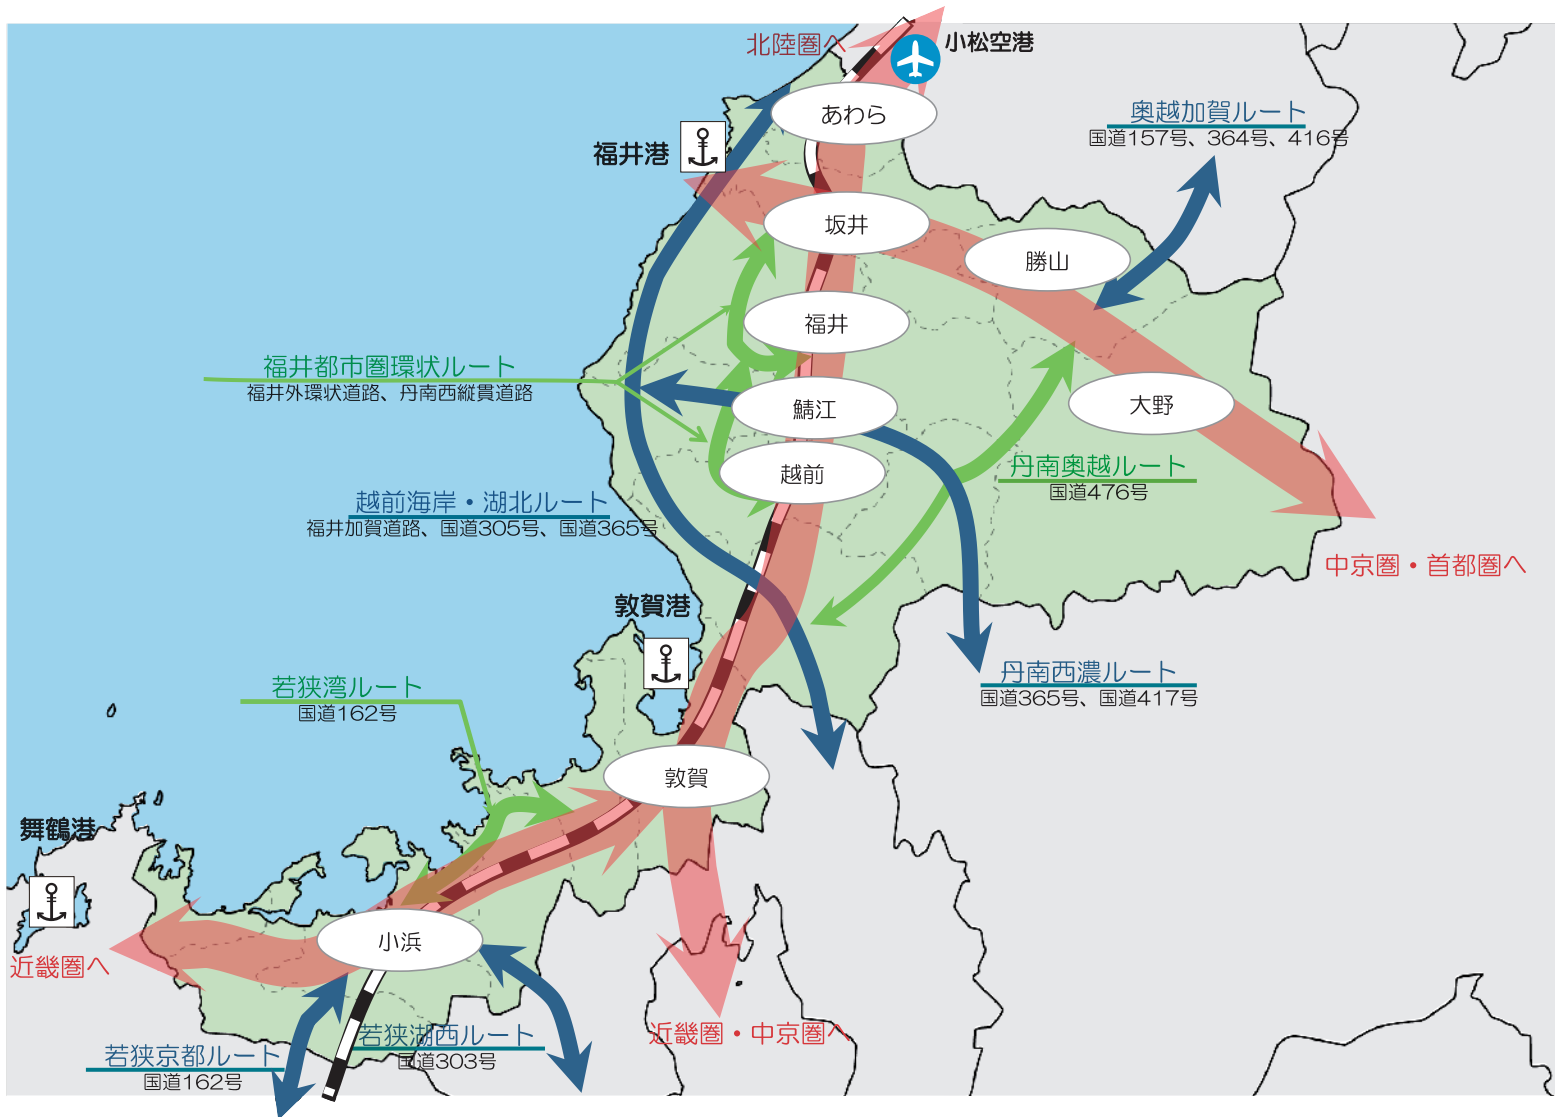 北陸圏へ
小松空港
あわら
奥越加賀ルート
国道157号、364号、416号
福井港
坂井
勝山
福井
福井都市圏環状ルート
福井外環状道路、丹南西縦貫道路
鯖江
大野
越前
丹南奥越ルート
国道476号
越前海岸・湖北ルート
福井加賀道路、国道305号、国道365号
中京圏・首都圏へ
敦賀港
丹南西濃ルート
国道365号、国道417号
若狭湾ルート
国道162号
敦賀
舞鶴港
小浜
近畿圏へ
近畿圏・中京圏へ
若狭湖西ルート
国道303号
若狭京都ルート
国道162号